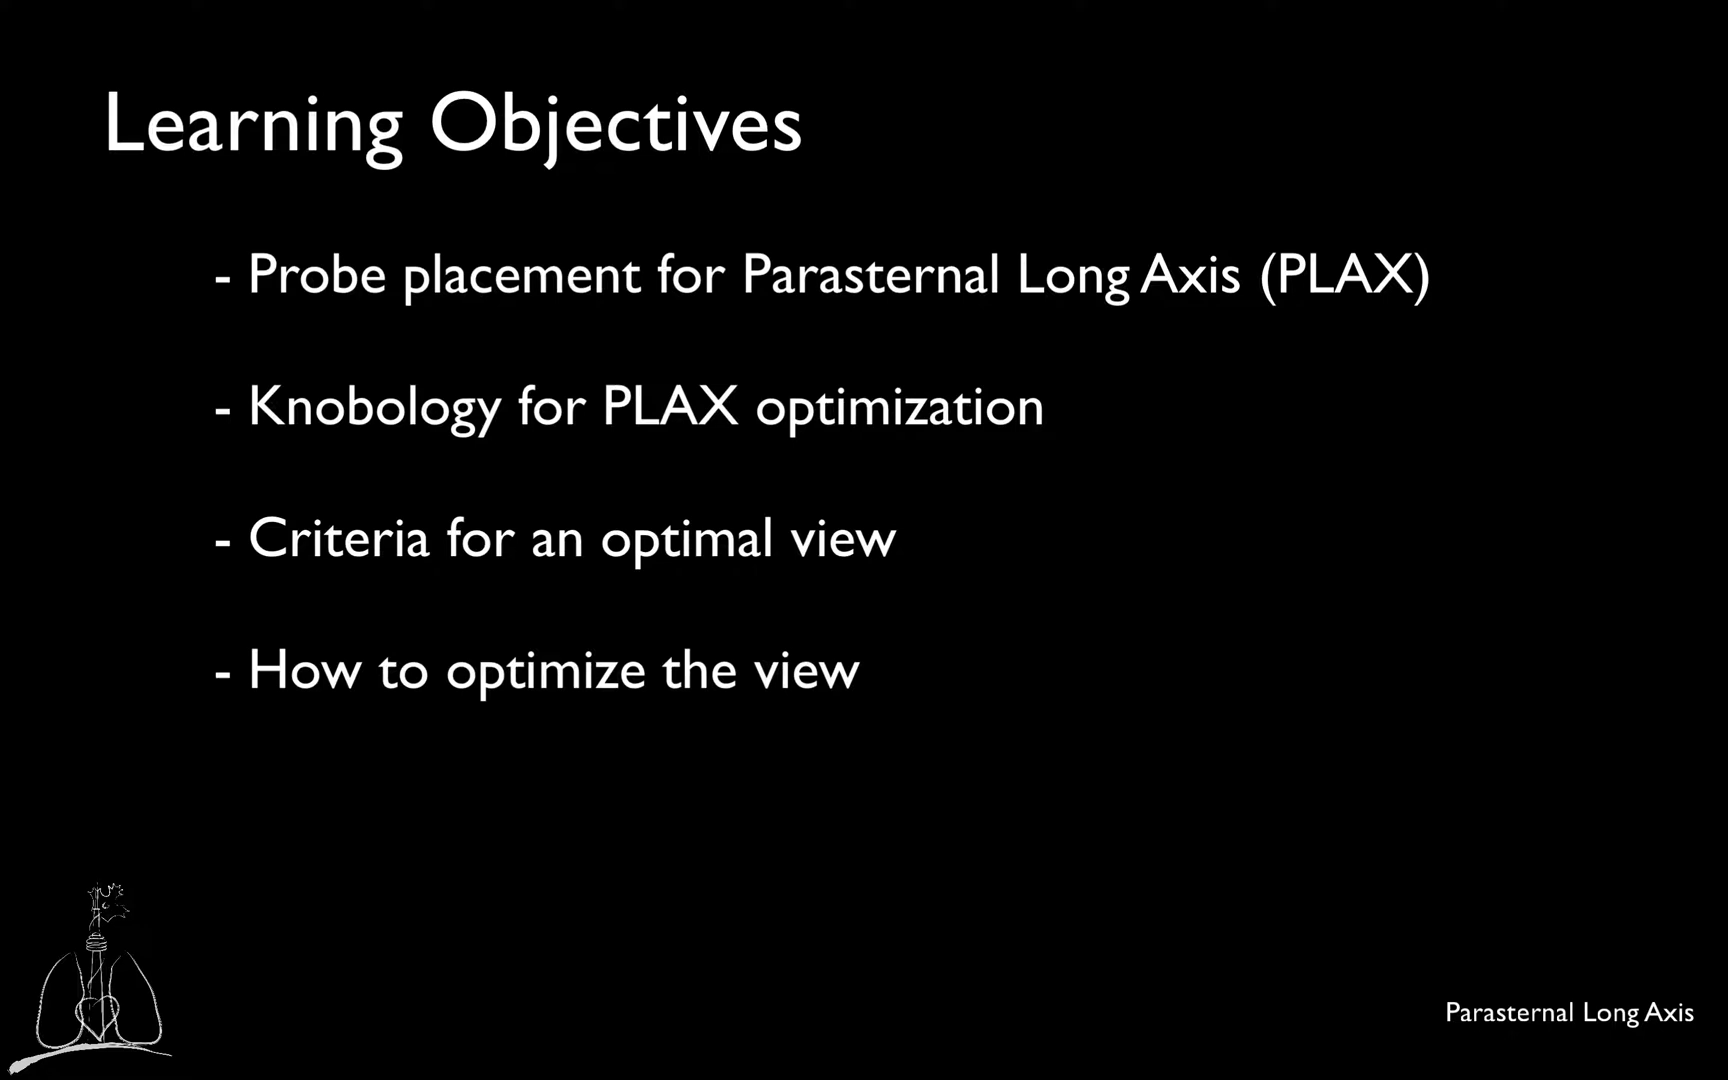 Learning Objectives
- Probe placement for Parasternal Long Axis (PLAX)
- Knobology for PLAX optimization
- Criteria for an optimal view
- How to optimize the view
Parasternal Long Axis